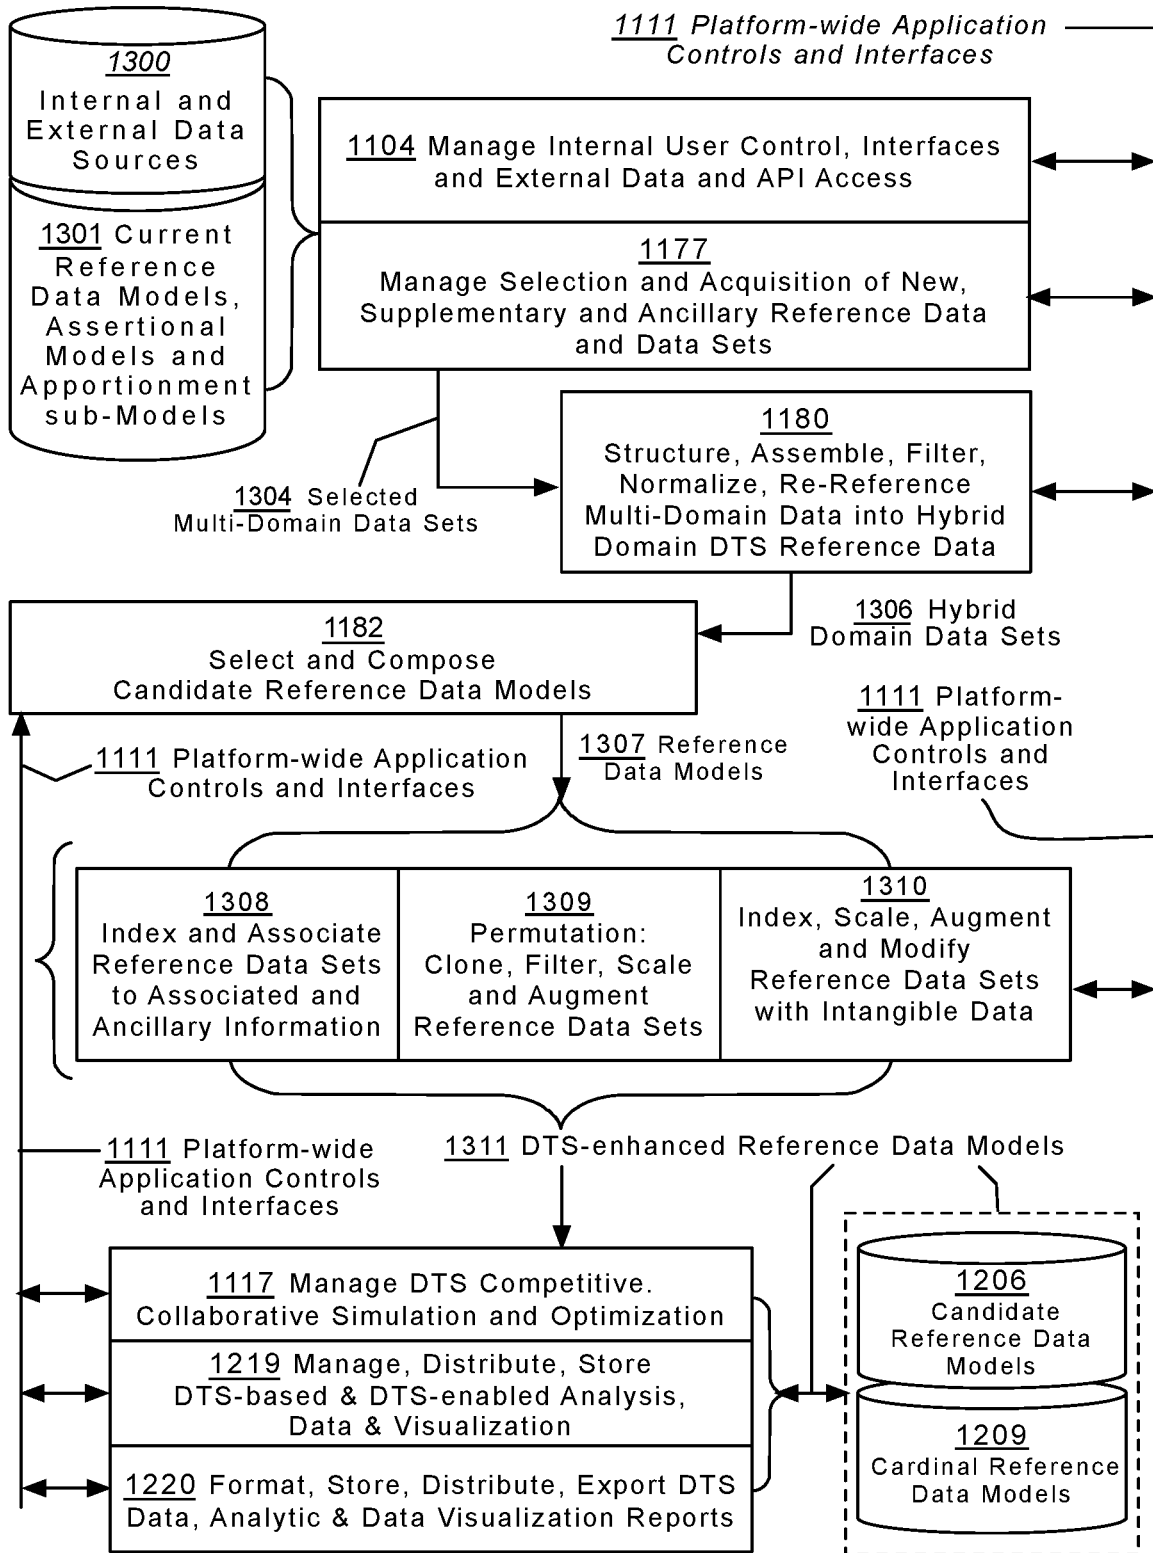 1111 Platform-wide Application
Controls and Interfaces
1300
Internal and
External Data
Sources
1301 Current
Reference
Data Models,
Assertional
Models and
Apportionment
sub-Models
1104 Manage Internal User Control, Interfaces
and External Data and API Access
1177
Manage Selection and Acquisition of New,
Supplementary and Ancillary Reference Data
and Data Sets
1304 Selected
Multi-Domain Data Sets
1180
Structure, Assemble, Filter,
Normalize, Re-Reference
Multi-Domain Data into Hybrid
Domain DTS Reference Data
1306 Hybrid
Domain Data Sets
1182
Select and Compose
Candidate Reference Data Models
1111 Platform-wide Application
Controls and Interfaces
1307 Reference
Data Models
1111 Platform-
wide Application
Controls and
Interfaces
1308
Index and Associate
Reference Data Sets
to Associated and
Ancillary Information
1309
Permutation:
Clone, Filter, Scale
and Augment
Reference Data Sets
1310
Index, Scale, Augment
and Modify
Reference Data Sets
with Intangible Data
1111 Platform-wide
Application Controls
and Interfaces
1311 DTS-enhanced Reference Data Models
1117 Manage DTS Competitive.
Collaborative Simulation and Optimization
1219 Manage, Distribute, Store
DTS-based & DTS-enabled Analysis,
Data & Visualization
1220 Format, Store, Distribute, Export DTS
Data, Analytic & Data Visualization Reports
1206
Candidate
Reference Data
Models
1209
Cardinal Reference
Data Models